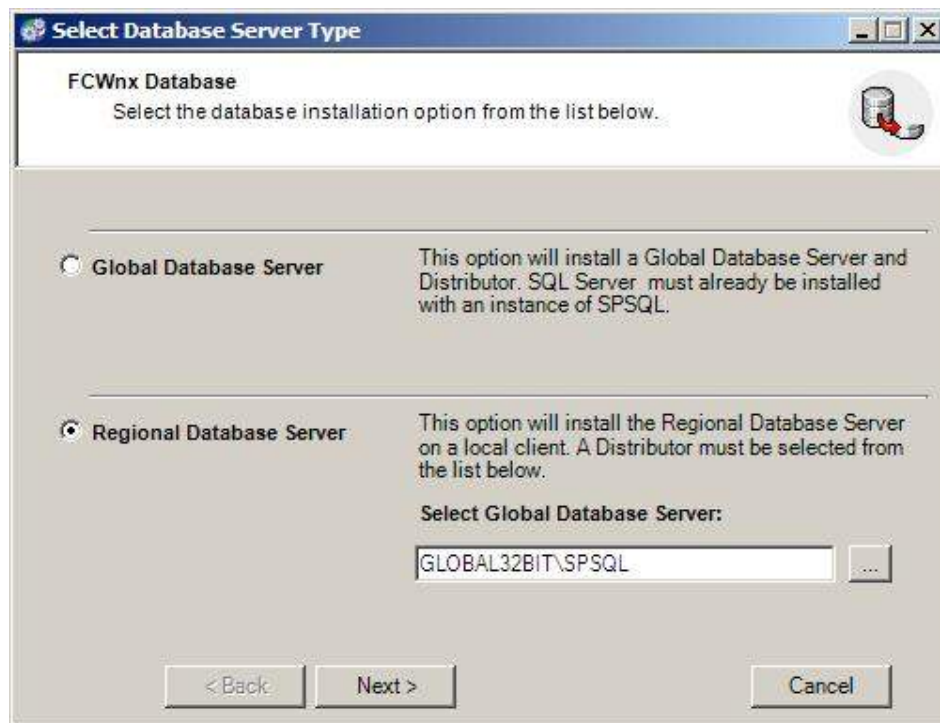 Select Database Server Type
FCWnx Database
Select the database installation option from the list below.
Global Database Server
This option will install a Global Database Server and
Distributor. SQL Server must already be installed
with an instance of SPSQL.
Regional Database Server
This option will install the Regional Database Server
on a local client. A Distributor must be selected from
the list below.
Select Global Database Server:
GLOBAL32BIT\SPSQL
...
< Back
Next >
Cancel